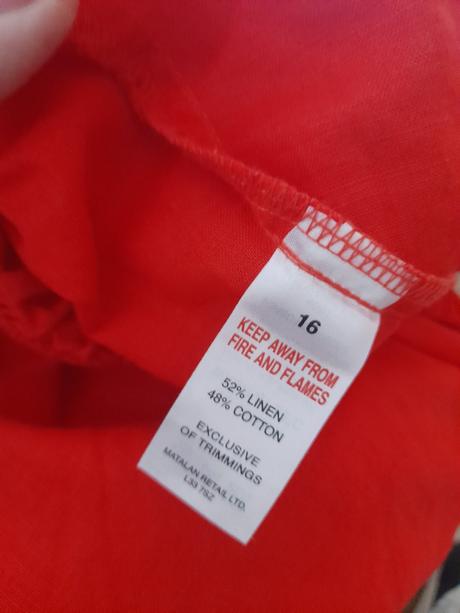 16
KEEP AWAY FROM
FIRE AND FLAMES
52% LINEN
48% COTTON
EXCLUSIVE
OF TRIMMINGS
MATALAN RETAIL LTD.
L33 7SZ